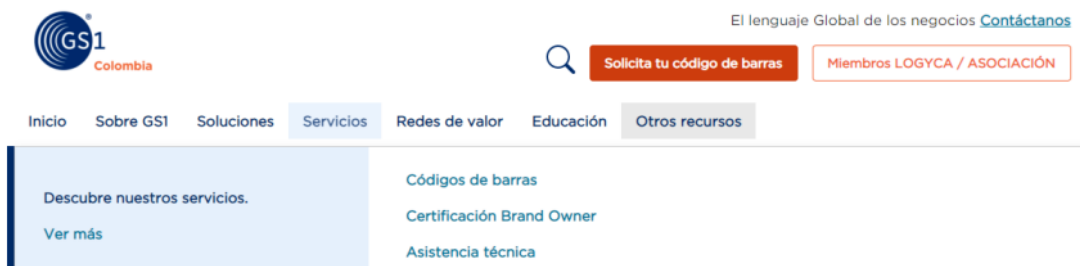 El lenguaje Global de los negocios Contáctanos
GS1
Colombia
Solicita tu código de barras
Miembros LOGYCA / ASOCIACIÓN
Inicio Sobre GS1 Soluciones Servicios Redes de valor Educación Otros recursos
Descubre nuestros servicios.
Ver más
Códigos de barras
Certificación Brand Owner
Asistencia técnica